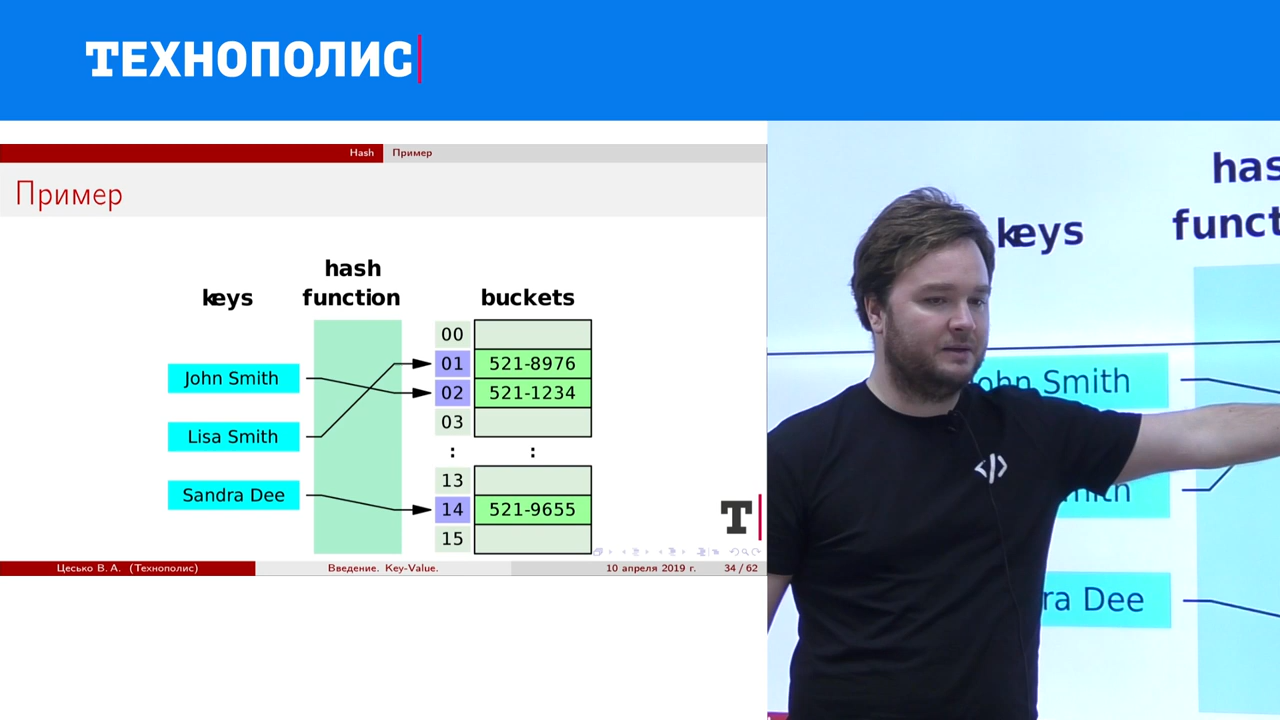 ТЕХНОПОЛИС
Hash Пример
Пример
hash
keys function buckets
00
01 521-8976
John Smith 02 521-1234
03
Lisa Smith
: :
13
Sandra Dee 14 521-9655
15
T
Цесько В. А. (Технополис) Введение. Key-Value. 10 апреля 2019 г. 34 / 62
has
keys funct
ohn Smith
</>
mith
ra Dee